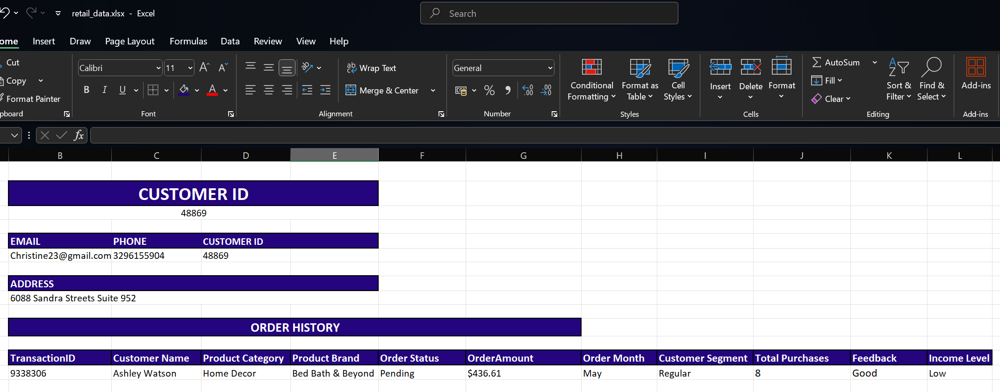 retail_data.xlsx - Excel
Search
ome Insert Draw Page Layout Formulas Data Review View Help
Cut
Copy
Format Painter
pboard
Calibri 11
B I U
Font
Wrap Text
Merge & Center
Alignment
General
Number
Conditional Formatting
Format as Table
Cell Styles
Styles
Insert Delete Format
Cells
AutoSum
Fill
Clear
Sort & Filter
Find & Select
Editing
Add-ins
Add-ins
fx
B C D E F G H I J K L
CUSTOMER ID
48869
EMAIL PHONE CUSTOMER ID
Christine23@gmail.com 3296155904 48869
ADDRESS
6088 Sandra Streets Suite 952
ORDER HISTORY
TransactionID Customer Name Product Category Product Brand Order Status OrderAmount Order Month Customer Segment Total Purchases Feedback Income Level
9338306 Ashley Watson Home Decor Bed Bath & Beyond Pending $436.61 May Regular 8 Good Low